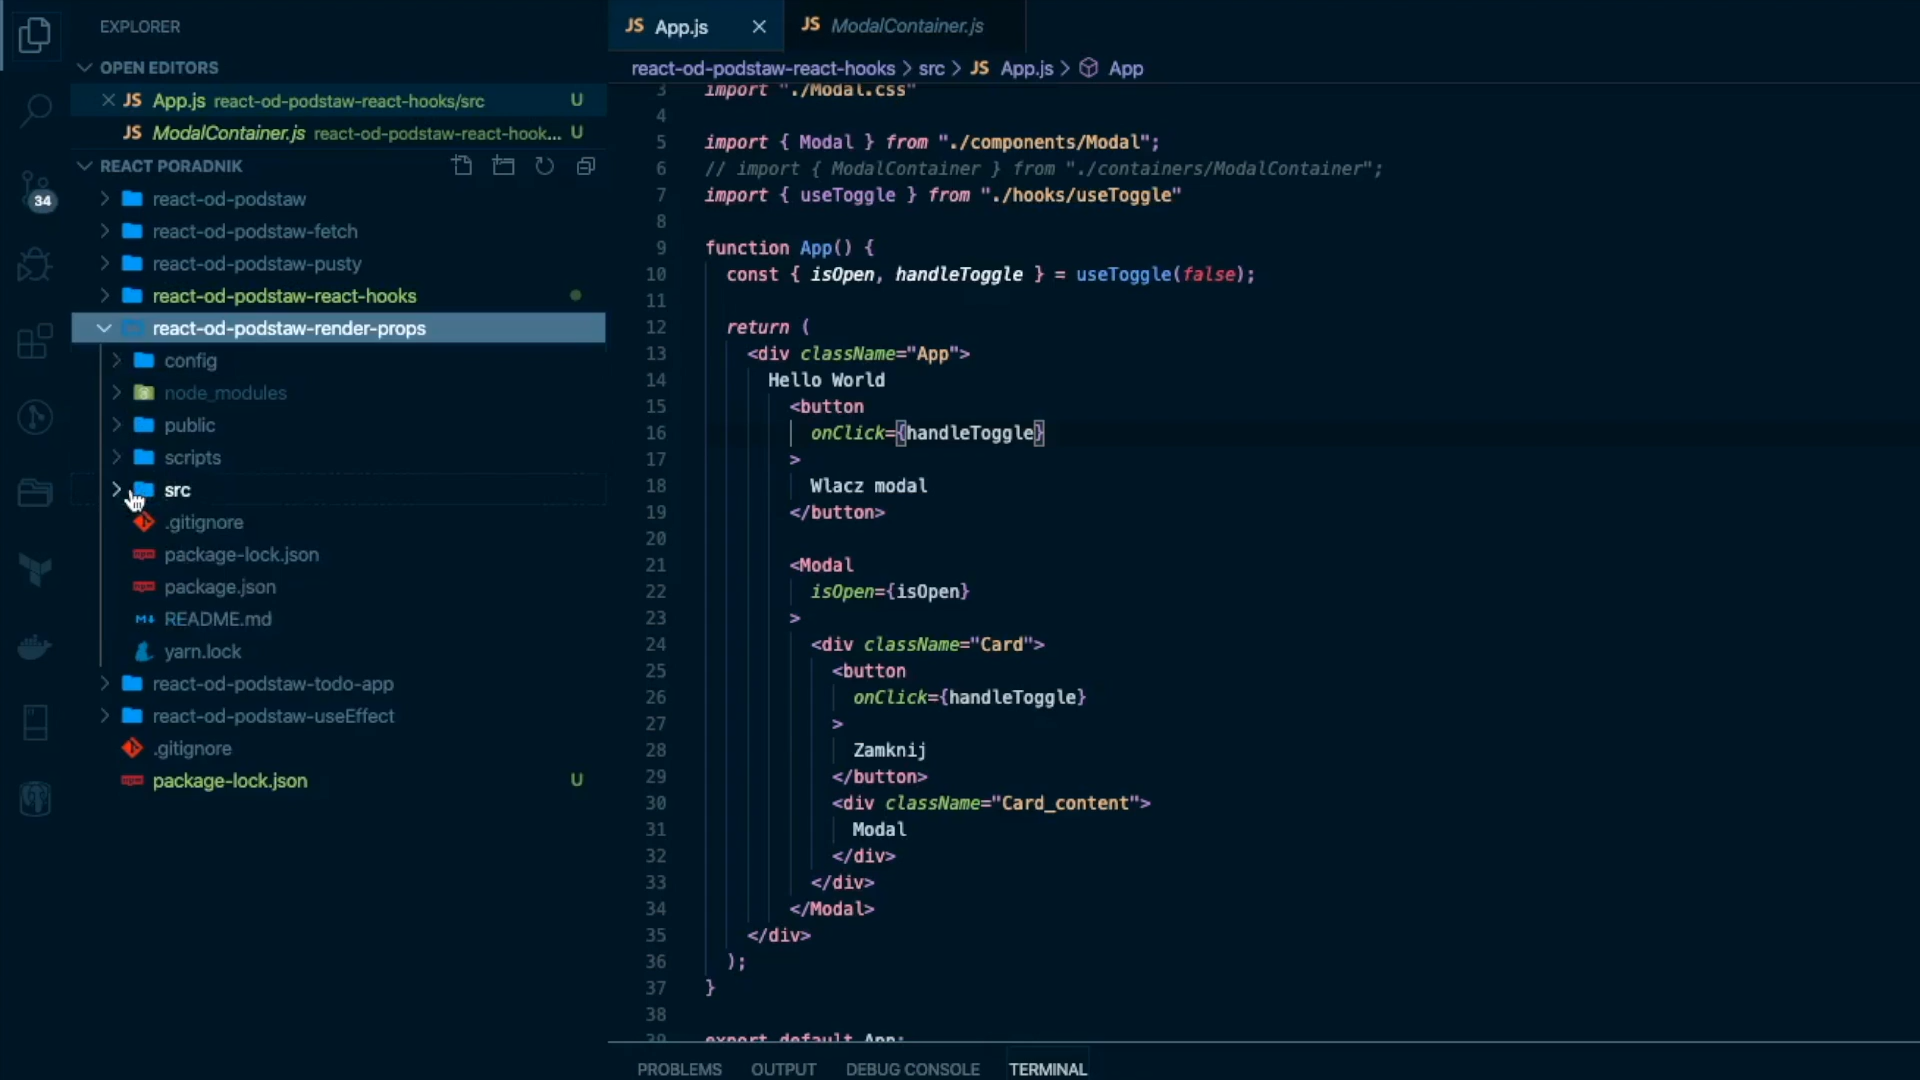 EXPLORER
OPEN EDITORS
JS App.js react-od-podstaw-react-hooks/src U
JS ModalContainer.js react-od-podstaw-react-hook... U
REACT PORADNIK
react-od-podstaw
react-od-podstaw-fetch
react-od-podstaw-pusty
react-od-podstaw-react-hooks
react-od-podstaw-render-props
config
node_modules
public
scripts
src
.gitignore
package-lock.json
package.json
README.md
yarn.lock
react-od-podstaw-todo-app
react-od-podstaw-useEffect
.gitignore
package-lock.json U
34
JS App.js
JS ModalContainer.js
react-od-podstaw-react-hooks > src > JS App.js > App
3 import "./Modal.css"
4
5 import { Modal } from "./components/Modal";
6 // import { ModalContainer } from "./containers/ModalContainer";
7 import { useToggle } from "./hooks/useToggle"
8
9 function App() {
10 const { isOpen, handleToggle } = useToggle(false);
11
12 return (
13 <div className="App">
14 Hello World
15 <button
16 onClick={handleToggle}
17 >
18 Wlacz modal
19 </button>
20
21 <Modal
22 isOpen={isOpen}
23 >
24 <div className="Card">
25 <button
26 onClick={handleToggle}
27 >
28 Zamknij
29 </button>
30 <div className="Card_content">
31 Modal
32 </div>
33 </div>
34 </Modal>
35 </div>
36 );
37 }
38
39 export default App;
PROBLEMS OUTPUT DEBUG CONSOLE TERMINAL